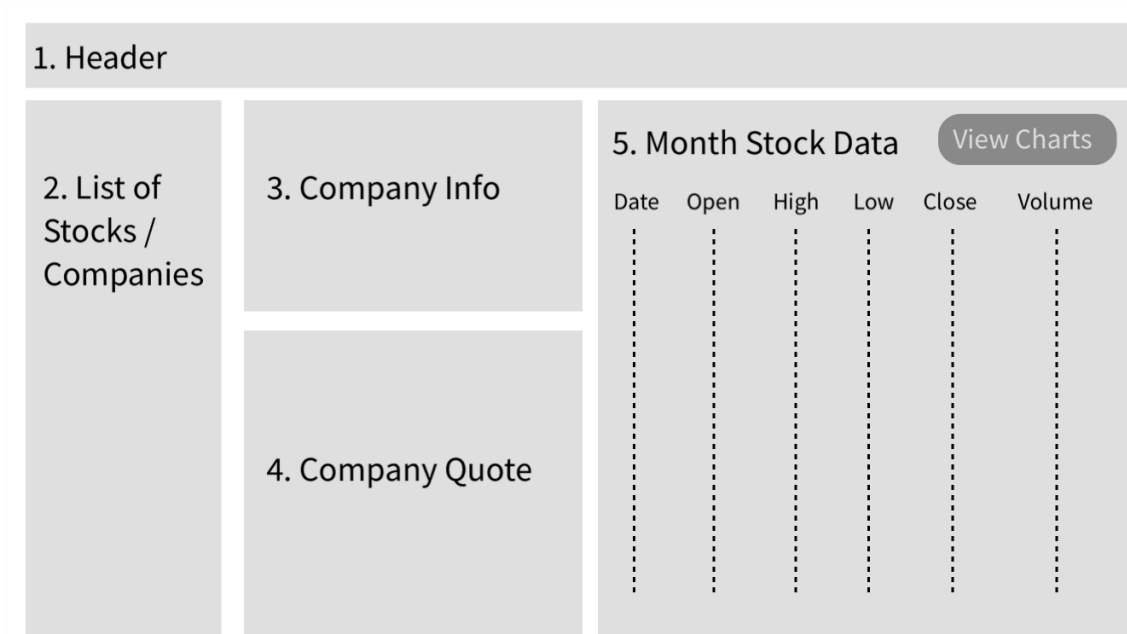 1. Header
2. List of
Stocks /
Companies
3. Company Info
4. Company Quote
5. Month Stock Data
View Charts
Date Open High Low Close Volume